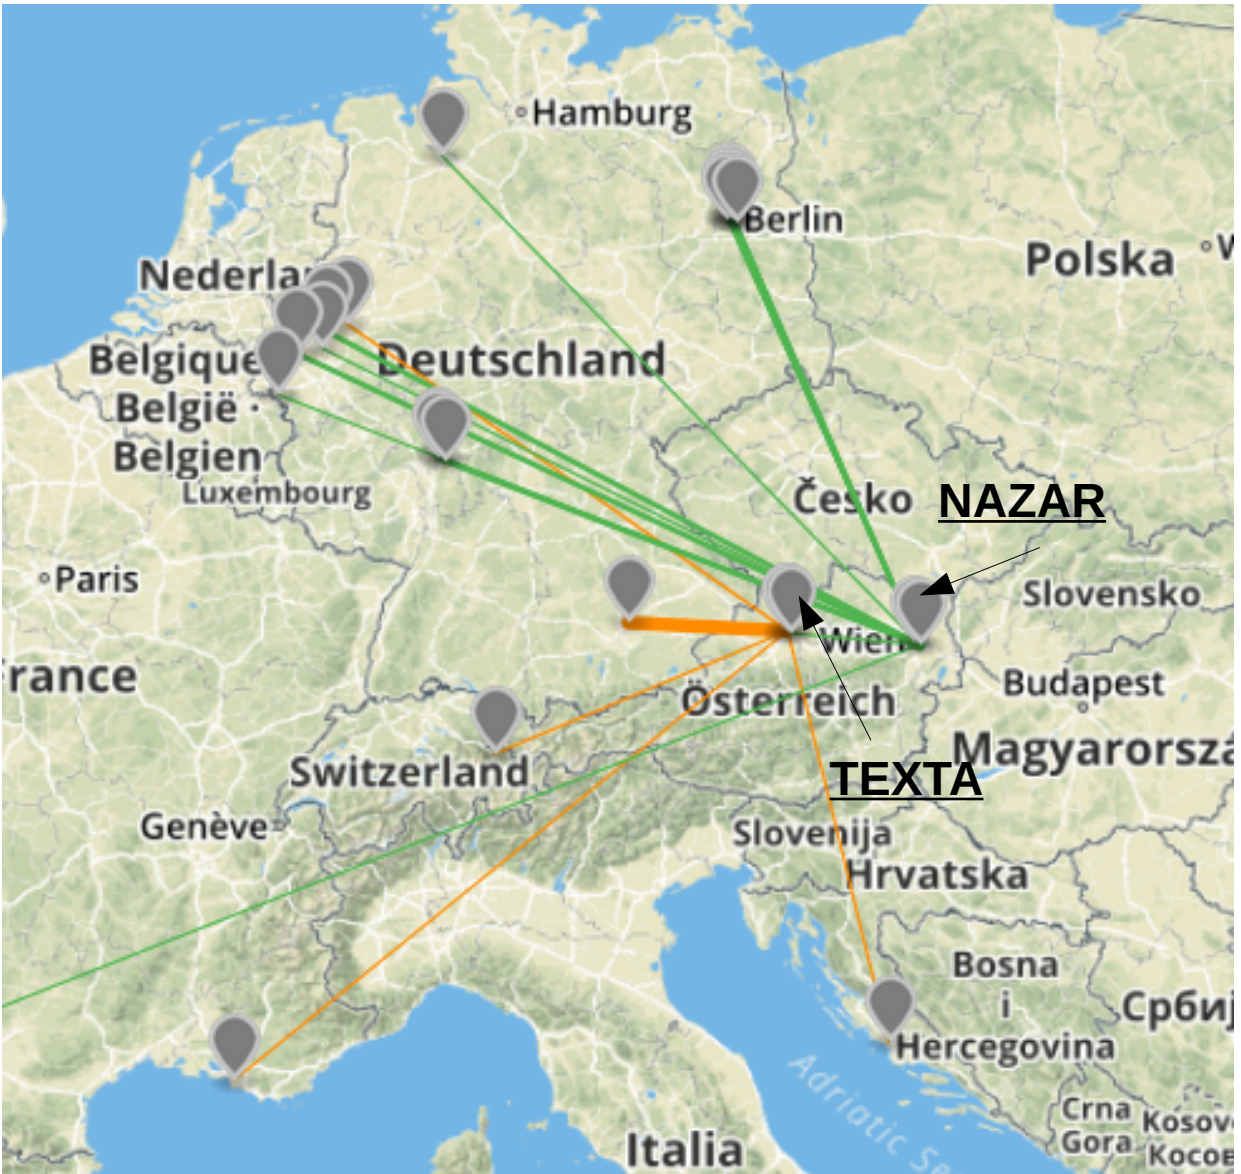 Hamburg
Berlin
Polska
W
Nederla
Deutschland
Belgique
België ·
Belgien
Luxembourg
Česko
NAZAR
Paris
Slovensko
Wien
rance
Österreich
Budapest
Switzerland
Magyarorszá
TEXTA
Genève
Slovenija
Hrvatska
Bosna
i
Hercegovina
Србиј
Adriatic Se
Crna
Gora
Kosov
Косов
Italia